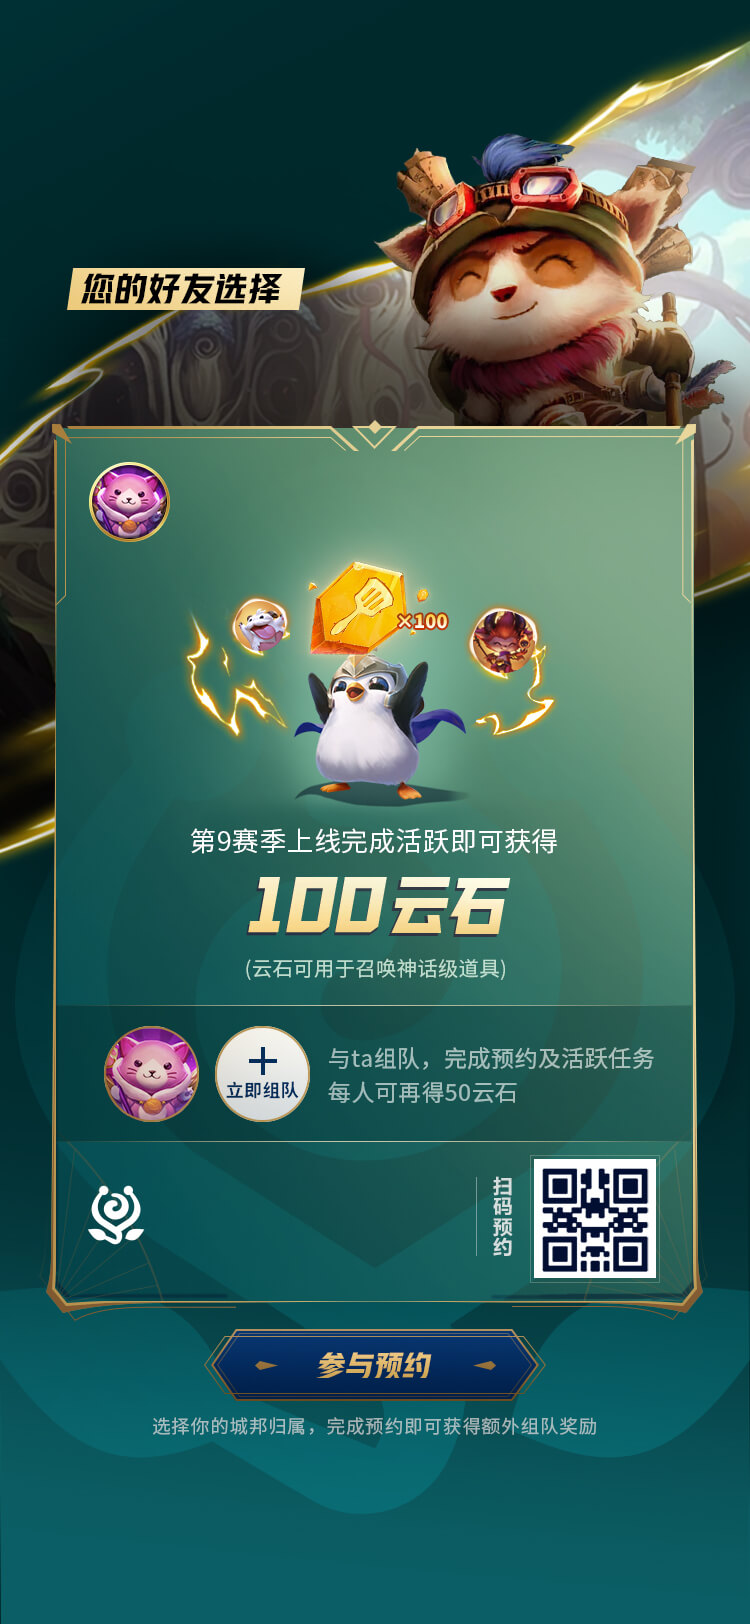 您的好友选择
×100
第9赛季上线完成活跃即可获得
100云石
(云石可用于召唤神话级道具)
立即组队
与ta组队，完成预约及活跃任务
每人可再得50云石
扫码预约
参与预约
选择你的城邦归属，完成预约即可获得额外组队奖励